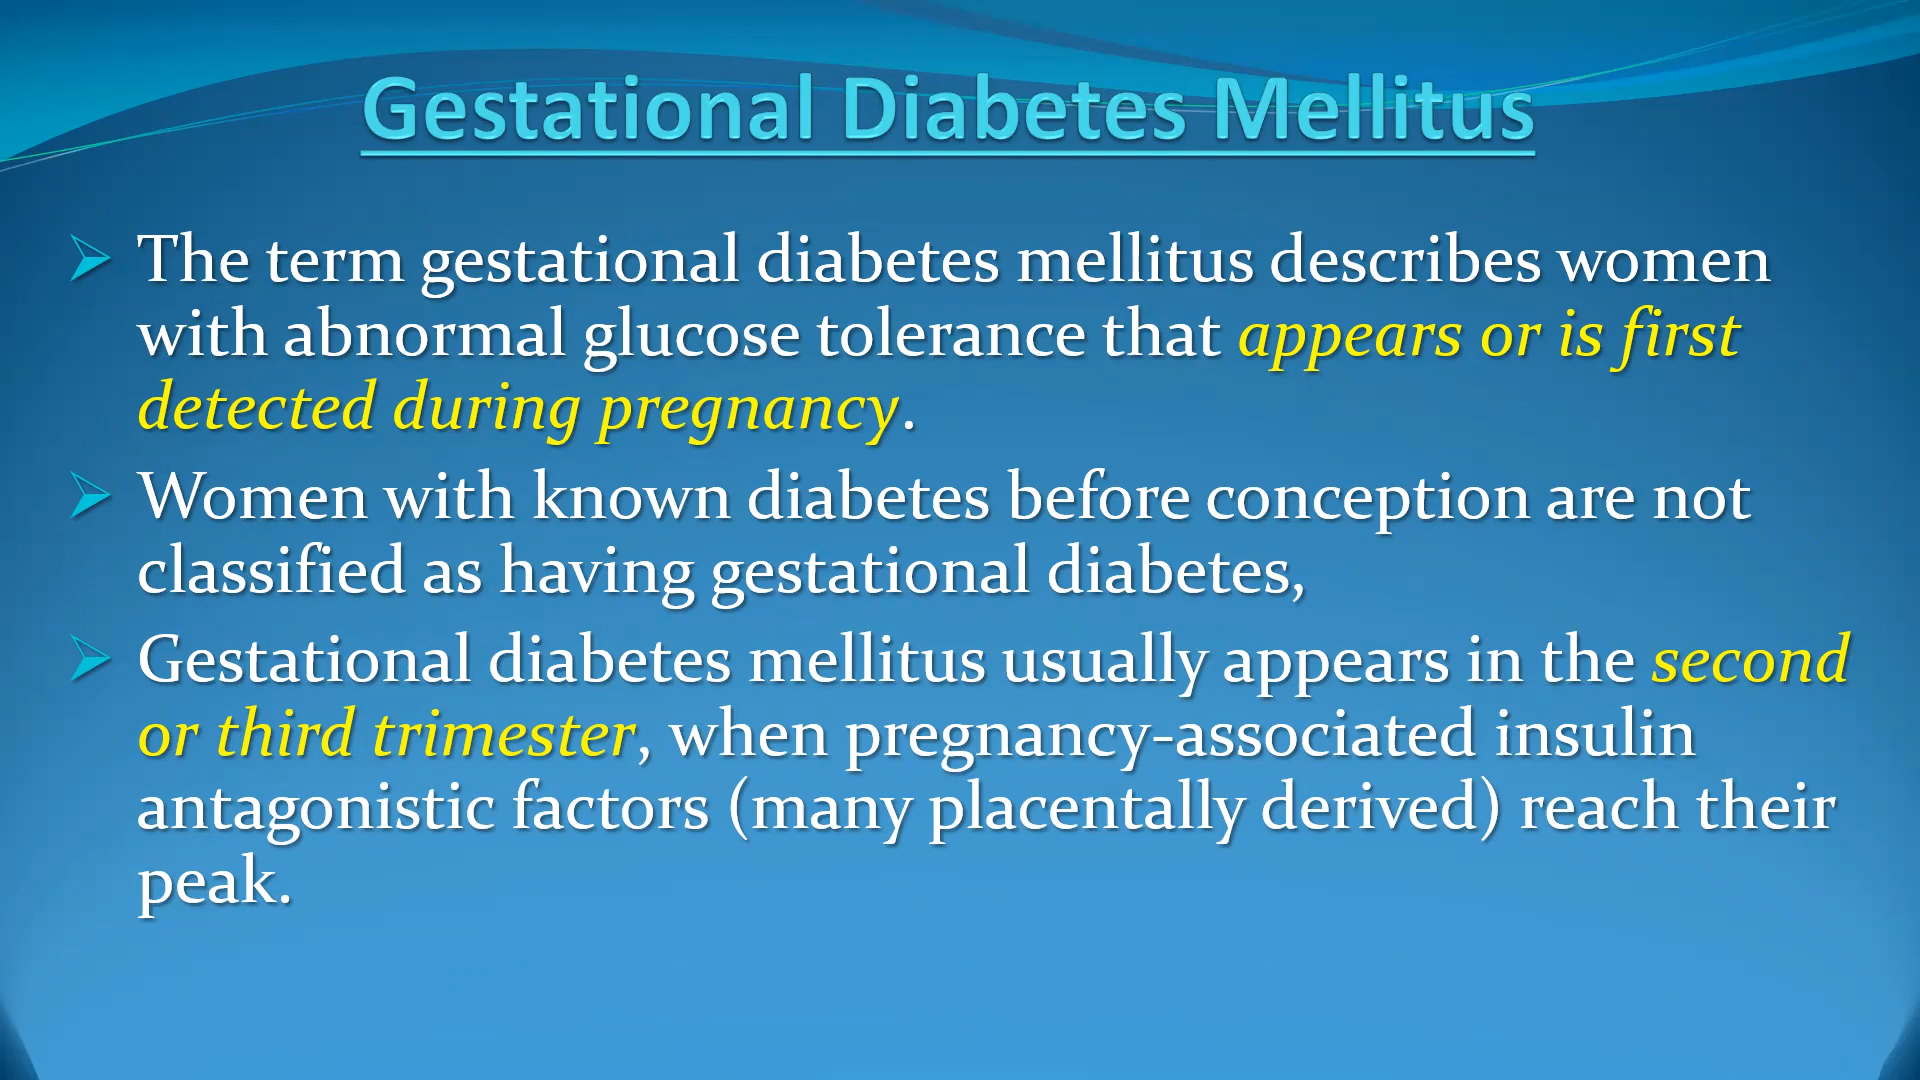 Gestational Diabetes Mellitus
The term gestational diabetes mellitus describes women
with abnormal glucose tolerance that appears or is first
detected during pregnancy.
Women with known diabetes before conception are not
classified as having gestational diabetes,
Gestational diabetes mellitus usually appears in the second
or third trimester, when pregnancy-associated insulin
antagonistic factors (many placentally derived) reach their
peak.